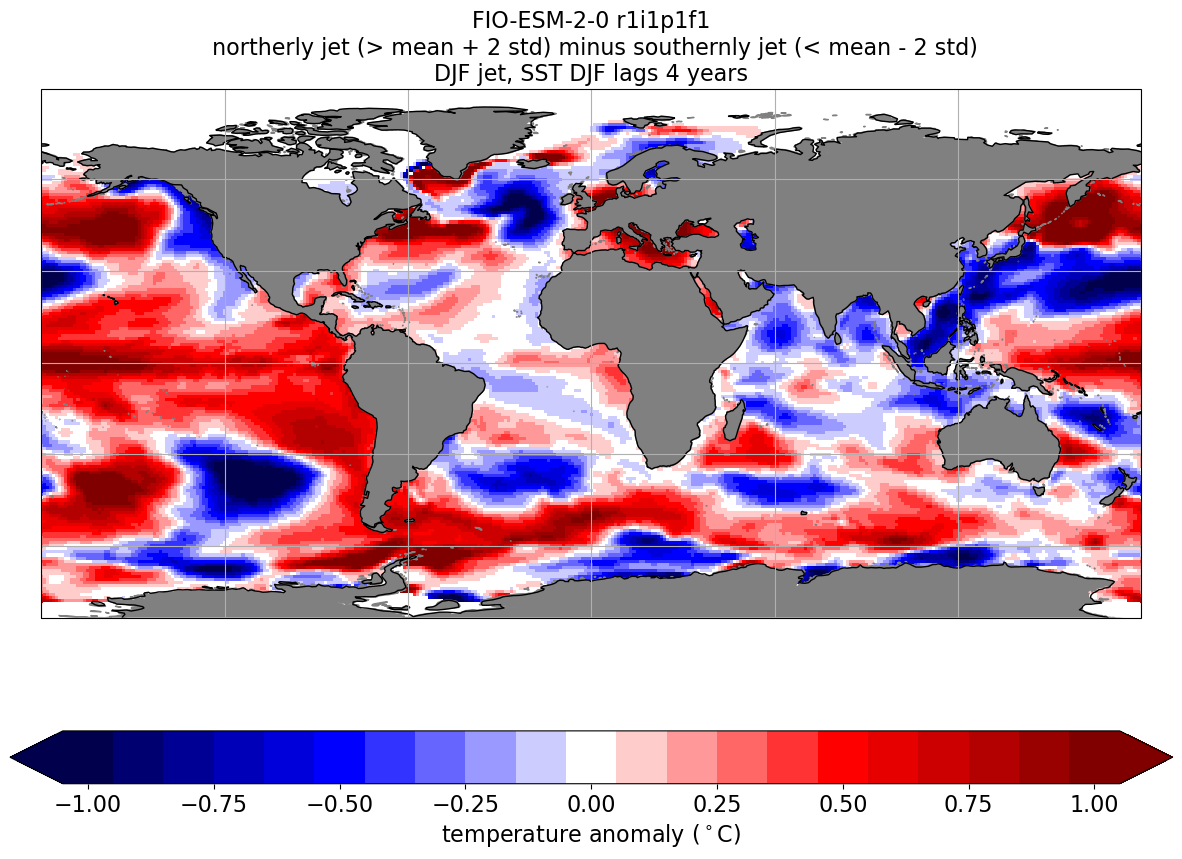 FIO-ESM-2-0 r1i1p1f1
northerly jet (> mean + 2 std) minus southernly jet (< mean - 2 std)
DJF jet, SST DJF lags 4 years
−1.00 −0.75 −0.50 −0.25 0.00 0.25 0.50 0.75 1.00
temperature anomaly (°C)